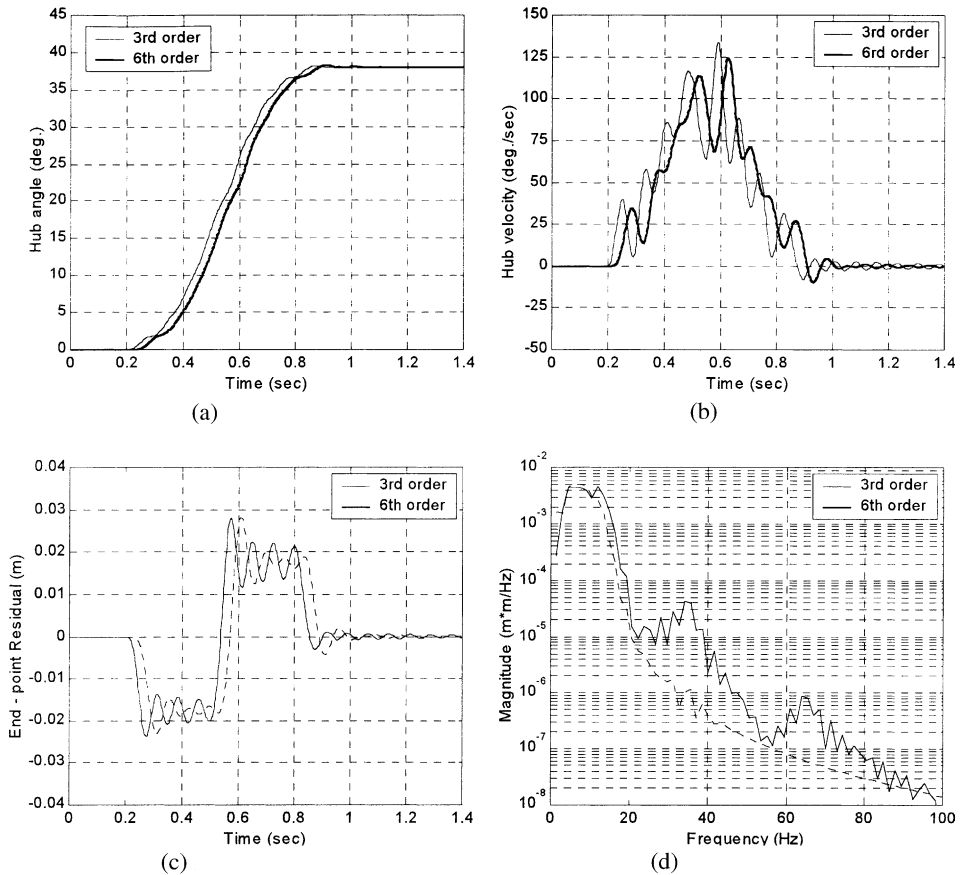 45
40
35
30
25
20
15
10
5
0
Hub angle (deg.)
3rd order
6th order
0 0.2 0.4 0.6 0.8 1 1.2 1.4
Time (sec)
(a)
150
125
100
75
50
25
0
-25
-50
Hub velocity (deg./sec)
3rd order
6rd order
0 0.2 0.4 0.6 0.8 1 1.2 1.4
Time (sec)
(b)
0.04
0.03
0.02
0.01
0
-0.01
-0.02
-0.03
-0.04
End - point Residual (m)
3rd order
6th order
0 0.2 0.4 0.6 0.8 1 1.2 1.4
Time (sec)
(c)
10^-2
10^-3
10^-4
10^-5
10^-6
10^-7
10^-8
Magnitude (m*m/Hz)
3rd order
6th order
0 20 40 60 80 100
Frequency (Hz)
(d)